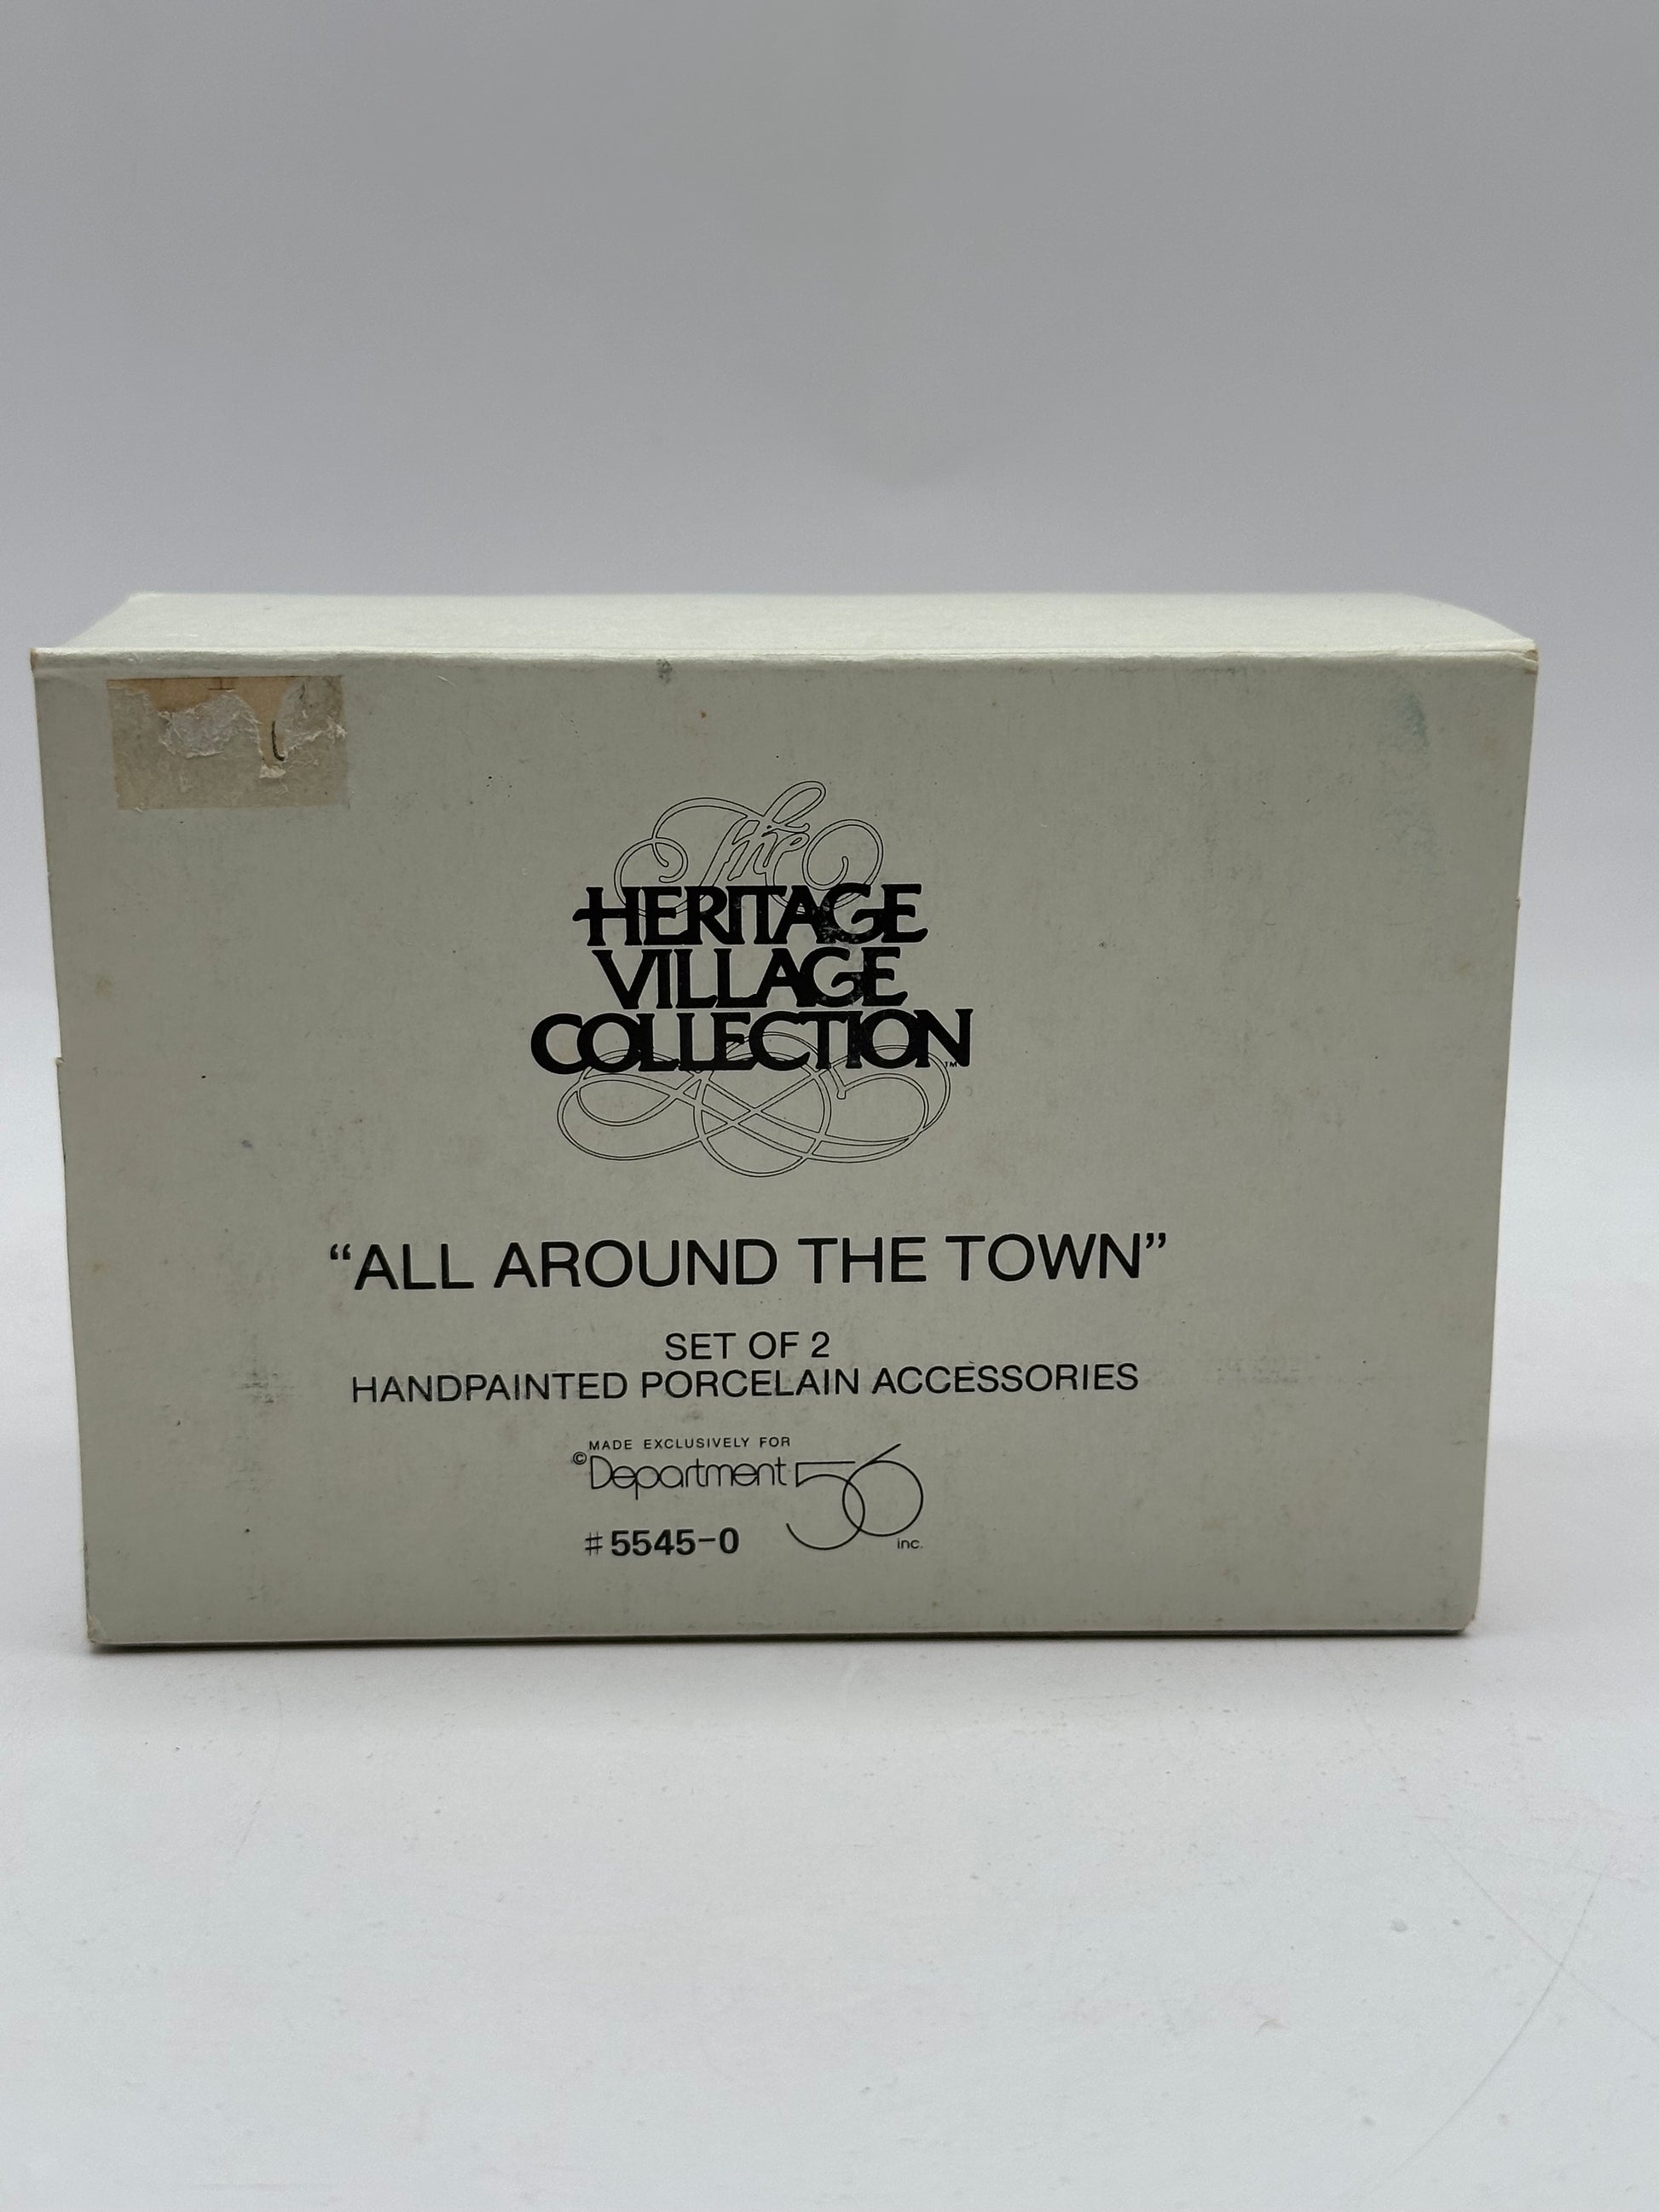 The
HERITAGE
VILLAGE
COLLECTION™
“ALL AROUND THE TOWN”
SET OF 2
HANDPAINTED PORCELAIN ACCESSORIES
MADE EXCLUSIVELY FOR
©Department 56 inc.
#5545-0